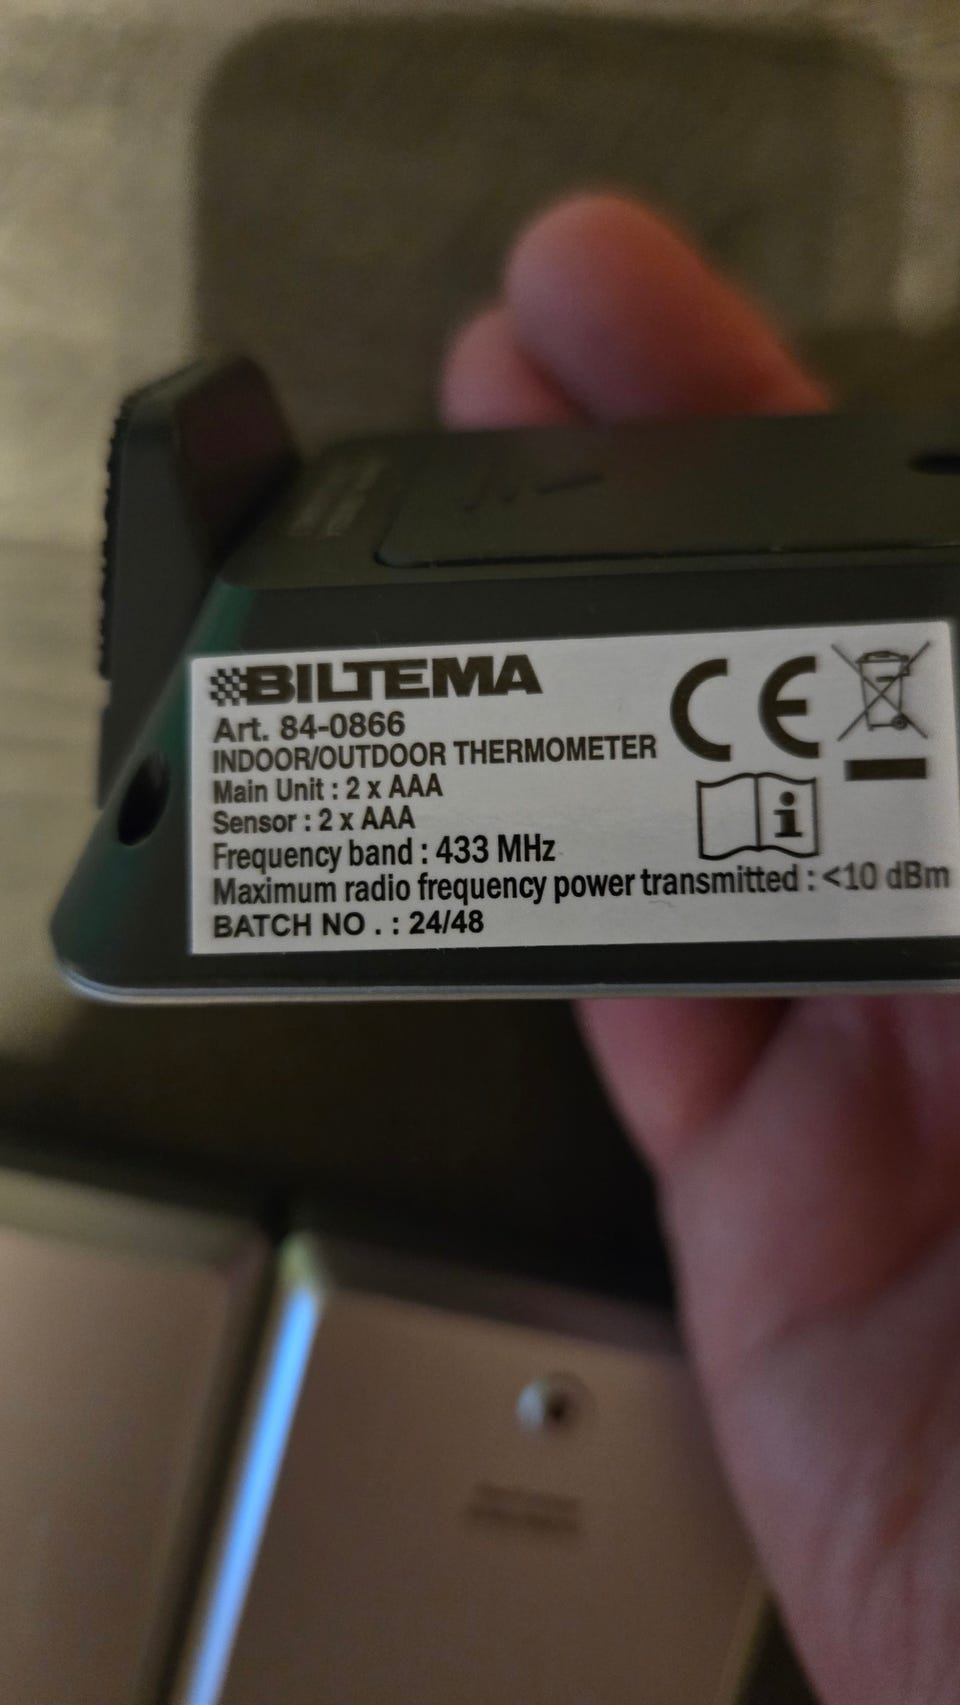 BILTEMA
Art. 84-0866
INDOOR/OUTDOOR THERMOMETER
Main Unit : 2 x AAA
Sensor : 2 x AAA
Frequency band : 433 MHz
Maximum radio frequency power transmitted : <10 dBm
BATCH NO . : 24/48
CE
i